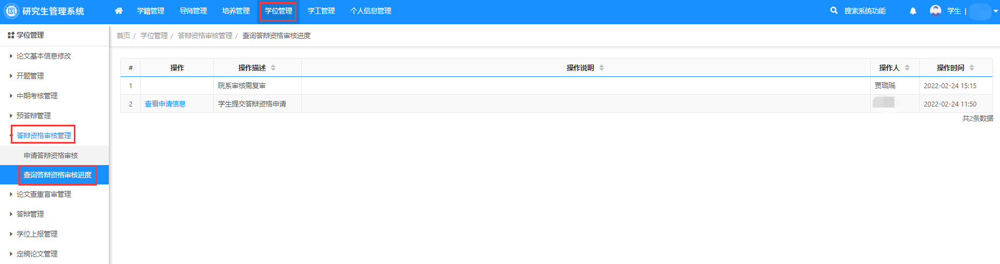 研究生管理系统 学籍管理 导师管理 培养管理 学位管理 学工管理 个人信息管理 搜索系统功能 学生 |
学位管理
首页 / 学位管理 / 答辩资格审核管理 / 查询答辩资格审核进度
论文基本信息修改
开题管理
中期考核管理
预答辩管理
答辩资格审核管理
申请答辩资格审核
查询答辩资格审核进度
论文查重盲审管理
答辩管理
学位上报管理
定稿论文管理
# 操作 操作描述 操作说明 操作人 操作时间
1 院系审核需复审 贾璐瑶 2022-02-24 15:15
2 查看申请信息 学生提交答辩资格申请 2022-02-24 11:50
共2条数据